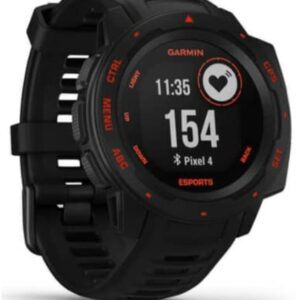 GARMIN
CTRL
LIGHT
GPS
11:35
UP
154
MENU
DOWN
BACK
Pixel 4
SET
ABC
ESPORTS